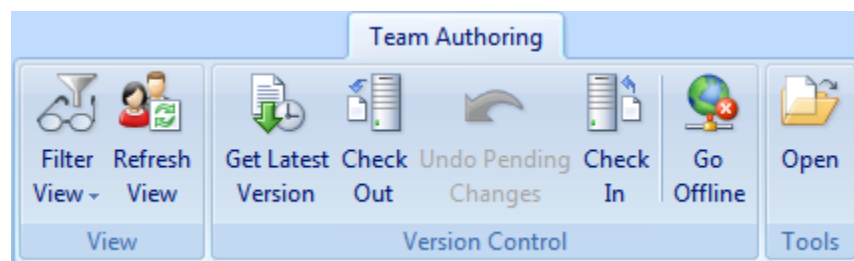 Team Authoring
Filter Refresh Get Latest Check Undo Pending Check Go Open
View View Version Out Changes In Offline
View Version Control Tools